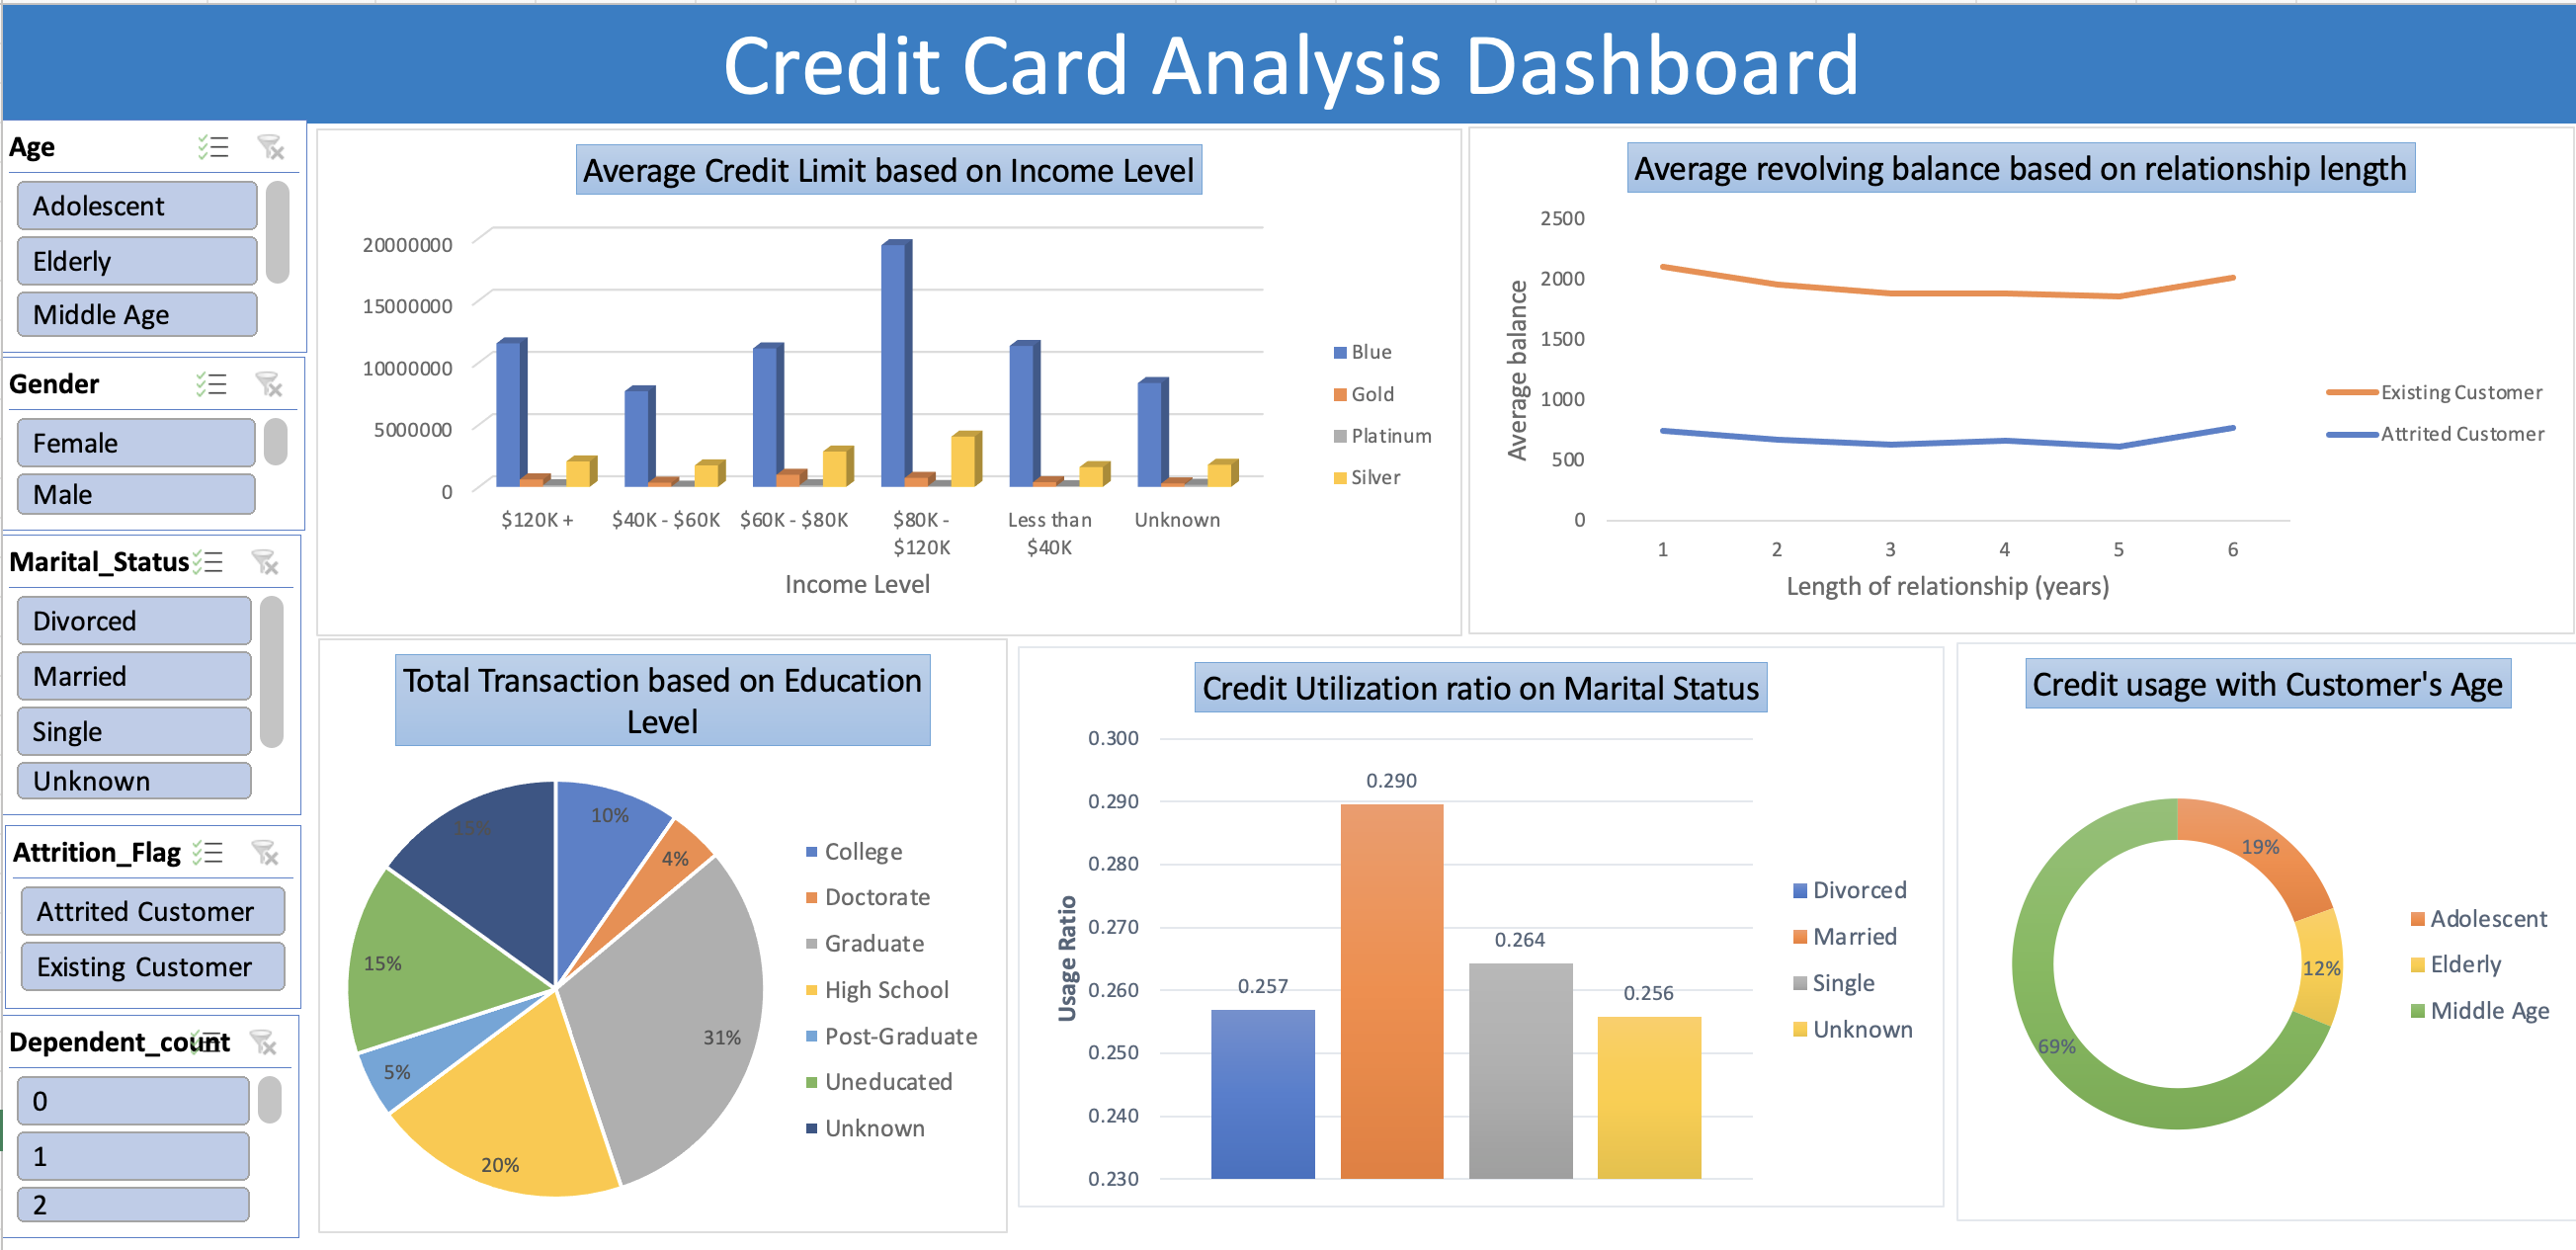 Credit Card Analysis Dashboard
Age
Adolescent
Elderly
Middle Age
Gender
Female
Male
Marital_Status
Divorced
Married
Single
Unknown
Attrition_Flag
Attrited Customer
Existing Customer
Dependent_count
0
1
2
Average Credit Limit based on Income Level
20000000
15000000
10000000
5000000
0
$120K +
$40K - $60K
$60K - $80K
$80K -
$120K
Less than
$40K
Unknown
Income Level
Blue
Gold
Platinum
Silver
Average revolving balance based on relationship length
Average balance
2500
2000
1500
1000
500
0
1
2
3
4
5
6
Length of relationship (years)
Existing Customer
Attrited Customer
Total Transaction based on Education
Level
10%
4%
31%
20%
5%
15%
15%
College
Doctorate
Graduate
High School
Post-Graduate
Uneducated
Unknown
Credit Utilization ratio on Marital Status
Usage Ratio
0.300
0.290
0.280
0.270
0.260
0.250
0.240
0.230
0.257
0.290
0.264
0.256
Divorced
Married
Single
Unknown
Credit usage with Customer's Age
19%
12%
69%
Adolescent
Elderly
Middle Age